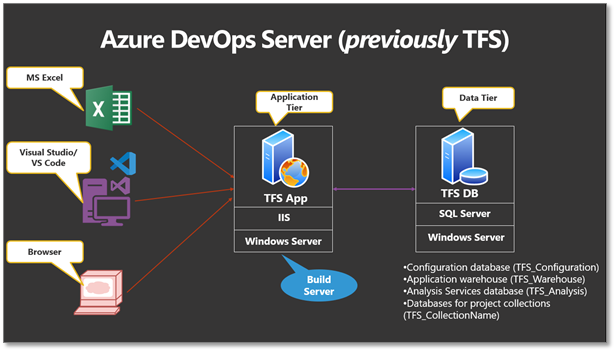 Azure DevOps Server (previously TFS)
MS Excel
X
Visual Studio/
VS Code
Browser
Application
Tier
TFS App
IIS
Windows Server
Build
Server
Data Tier
TFS DB
SQL Server
Windows Server
•Configuration database (TFS_Configuration)
•Application warehouse (TFS_Warehouse)
•Analysis Services database (TFS_Analysis)
•Databases for project collections
(TFS_CollectionName)